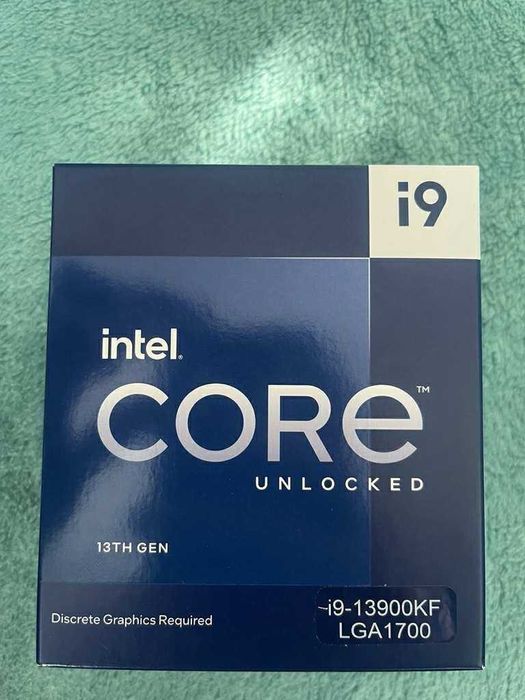 i9
intel.
CORE™
UNLOCKED
13TH GEN
Discrete Graphics Required
i9-13900KF
LGA1700